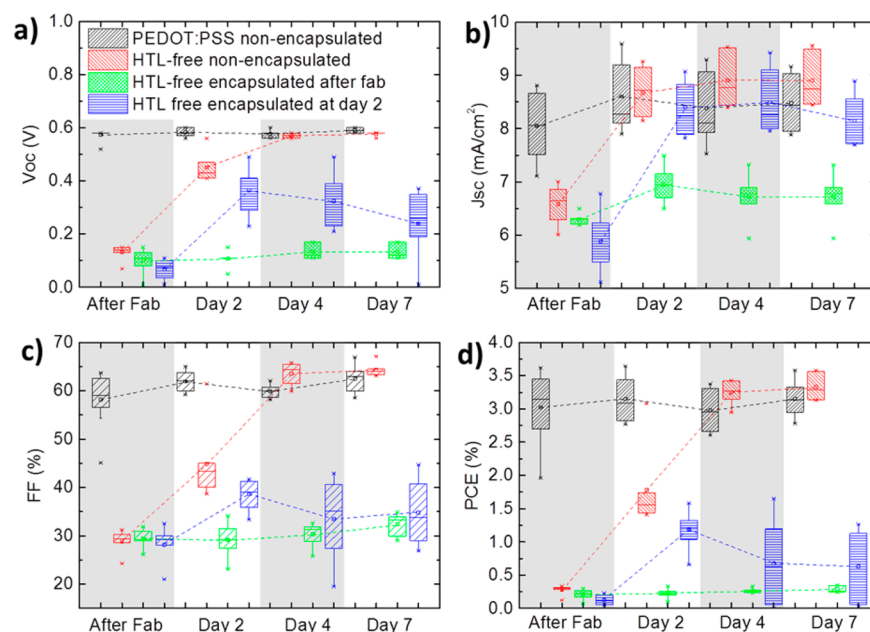 a)
PEDOT:PSS non-encapsulated
HTL-free non-encapsulated
HTL-free encapsulated after fab
HTL free encapsulated at day 2
Voc (V)
1.0
0.8
0.6
0.4
0.2
0.0
After Fab Day 2 Day 4 Day 7
b)
Jsc (mA/cm²)
10
9
8
7
6
5
After Fab Day 2 Day 4 Day 7
c)
FF (%)
70
60
50
40
30
20
After Fab Day 2 Day 4 Day 7
d)
PCE (%)
4.0
3.5
3.0
2.5
2.0
1.5
1.0
0.5
0.0
After Fab Day 2 Day 4 Day 7